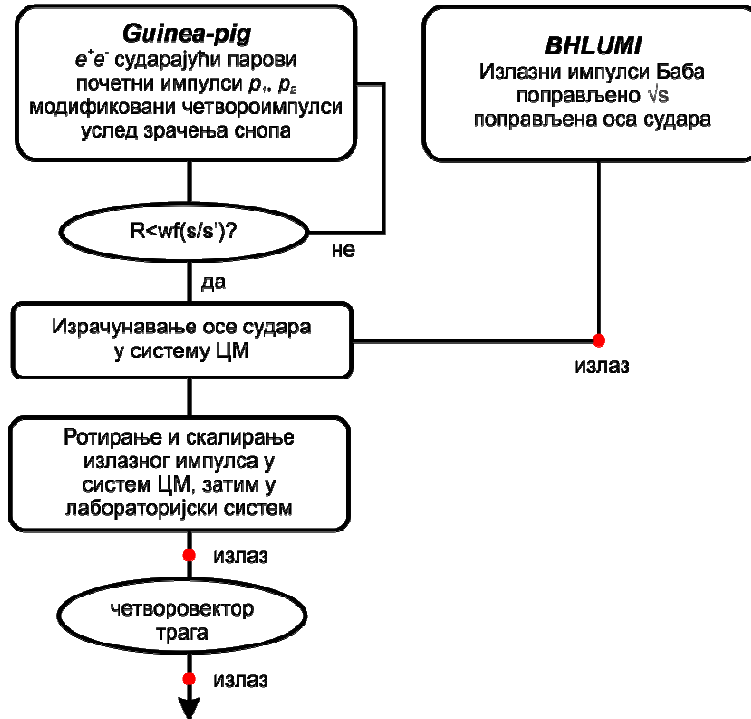 Guinea-pig
e⁺e⁻ сударајући парови
почетни импулси p₁, p₂
модификовани четвороимпулси
услед зрачења снопа
BHLUMI
Излазни импулси Баба
поправљено √s
поправљена оса судара
R<wf(s/s')?
не
да
Израчунавање осе судара
у систему ЦМ
излаз
Ротирање и скалирање
излазног импулса у
систем ЦМ, затим у
лабораторијски систем
излаз
четворовектор
трага
излаз